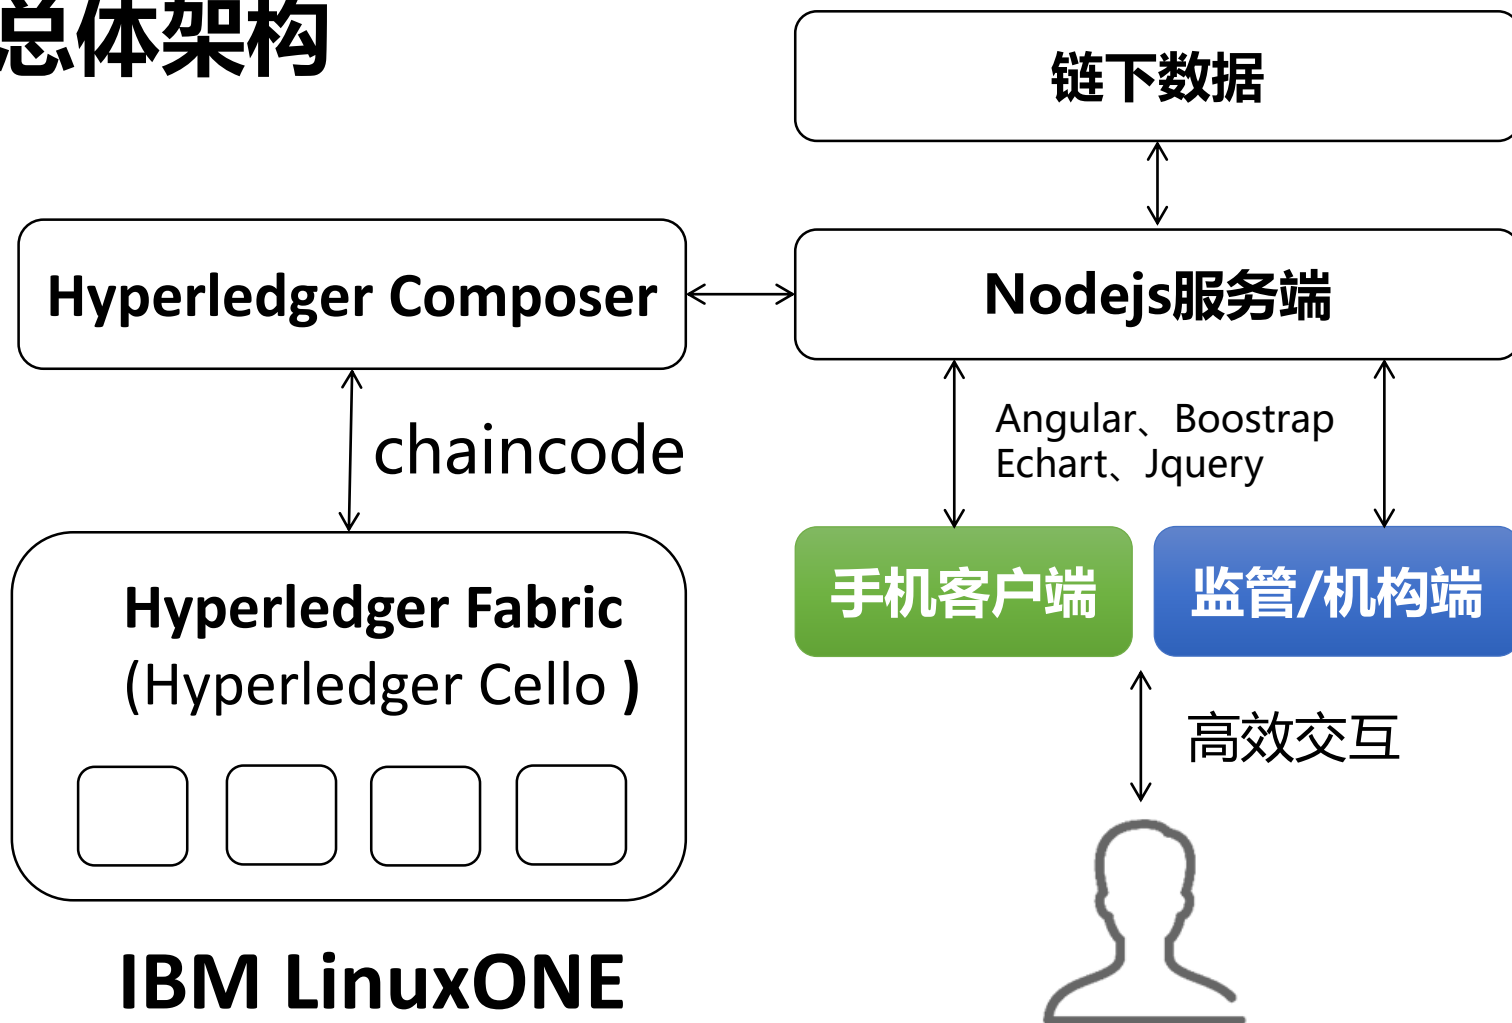 总体架构
链下数据
Hyperledger Composer
Nodejs服务端
chaincode
Angular、Boostrap
Echart、Jquery
Hyperledger Fabric
(Hyperledger Cello )
手机客户端
监管/机构端
高效交互
IBM LinuxONE